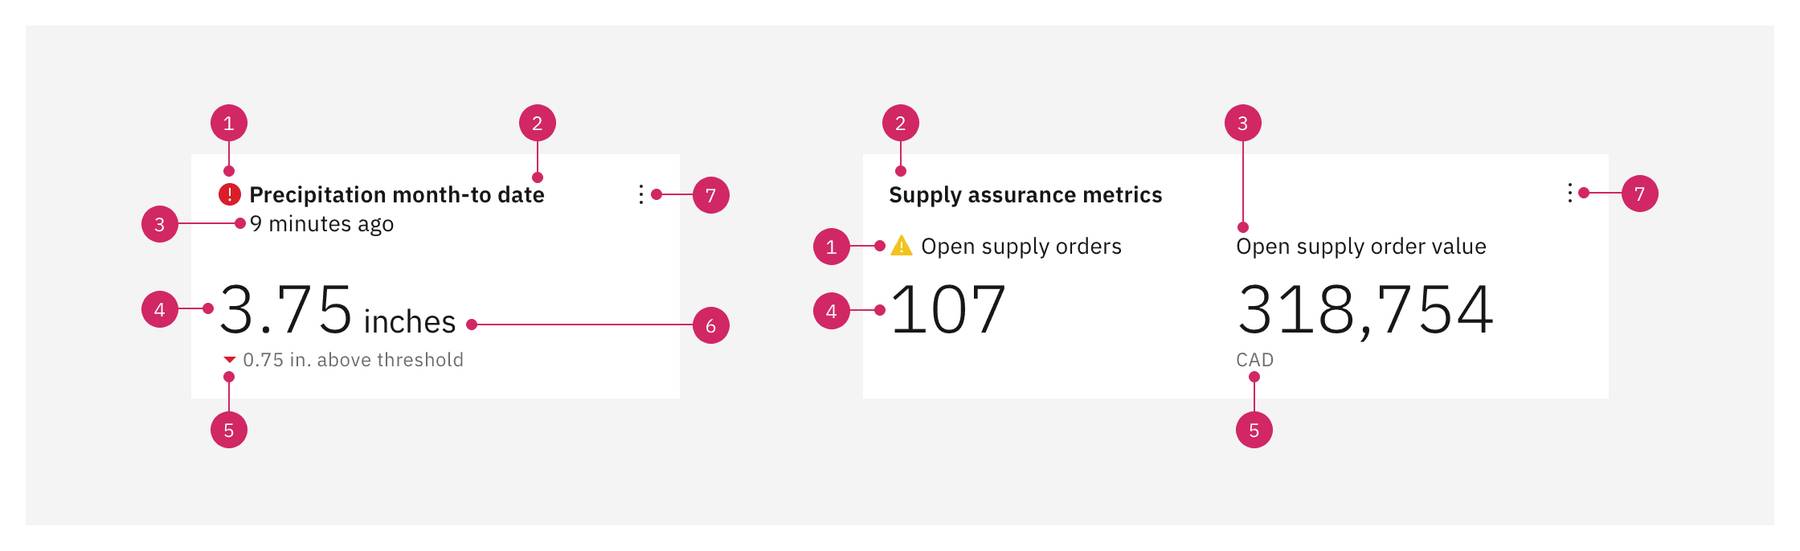 1
2
2
3
Precipitation month-to date
7
Supply assurance metrics
7
3
9 minutes ago
1
Open supply orders
Open supply order value
4
3.75 inches
6
4
107
318,754
0.75 in. above threshold
CAD
5
5